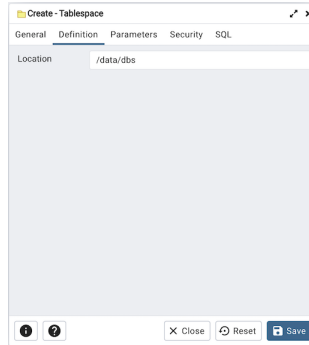 Create - Tablespace
General Definition Parameters Security SQL
Location /data/dbs
Close Reset Save